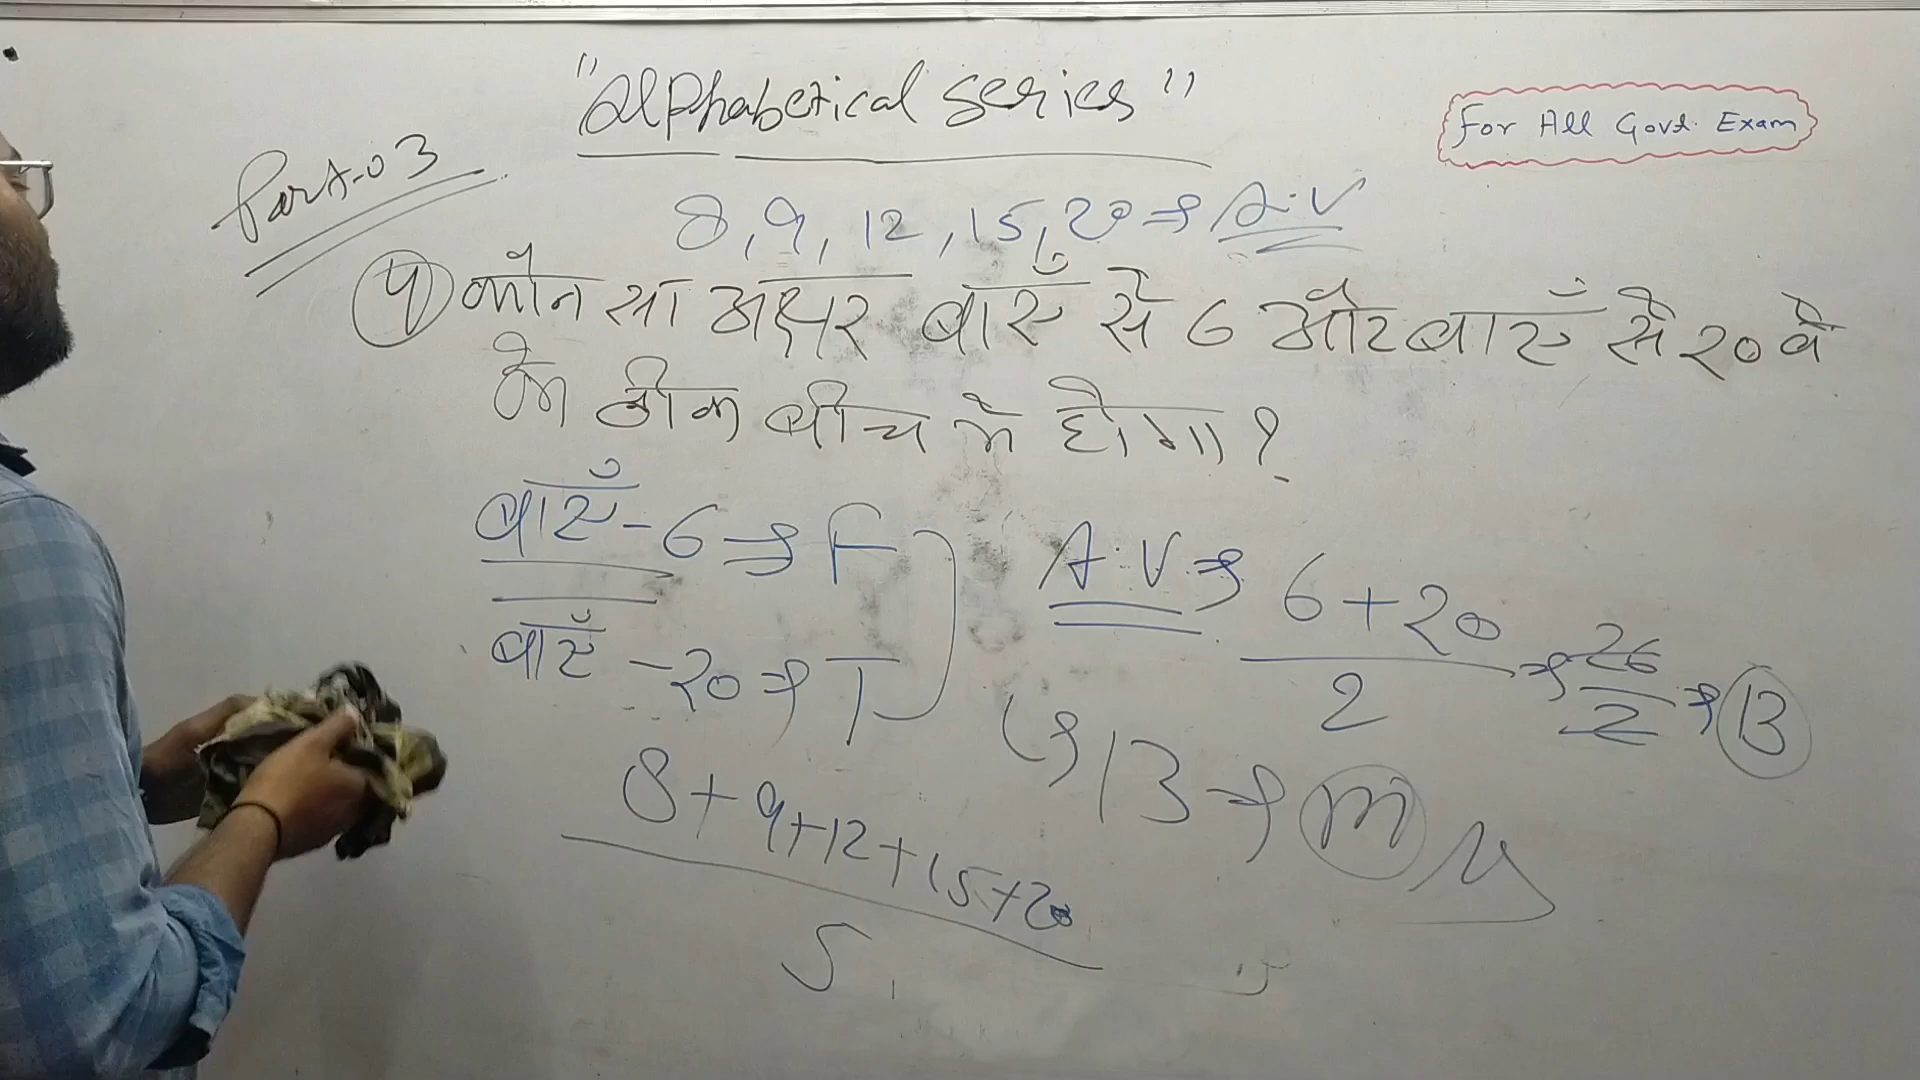 "Alphabetical series"
For All Govt. Exam
Part-03
8, 9, 12, 15, 20 ⇒ A.V
कौन सा अक्षर बाएँ से 6 और बाएँ से 20 वे
के ठीक बीच में होगा ?
बाएँ - 6 ⇒ F
बाएँ - 20 ⇒ T
A.V ⇒ 6+20
2
⇒ 26
2
⇒ 13
13 ⇒ m
8+9+12+15+20
5